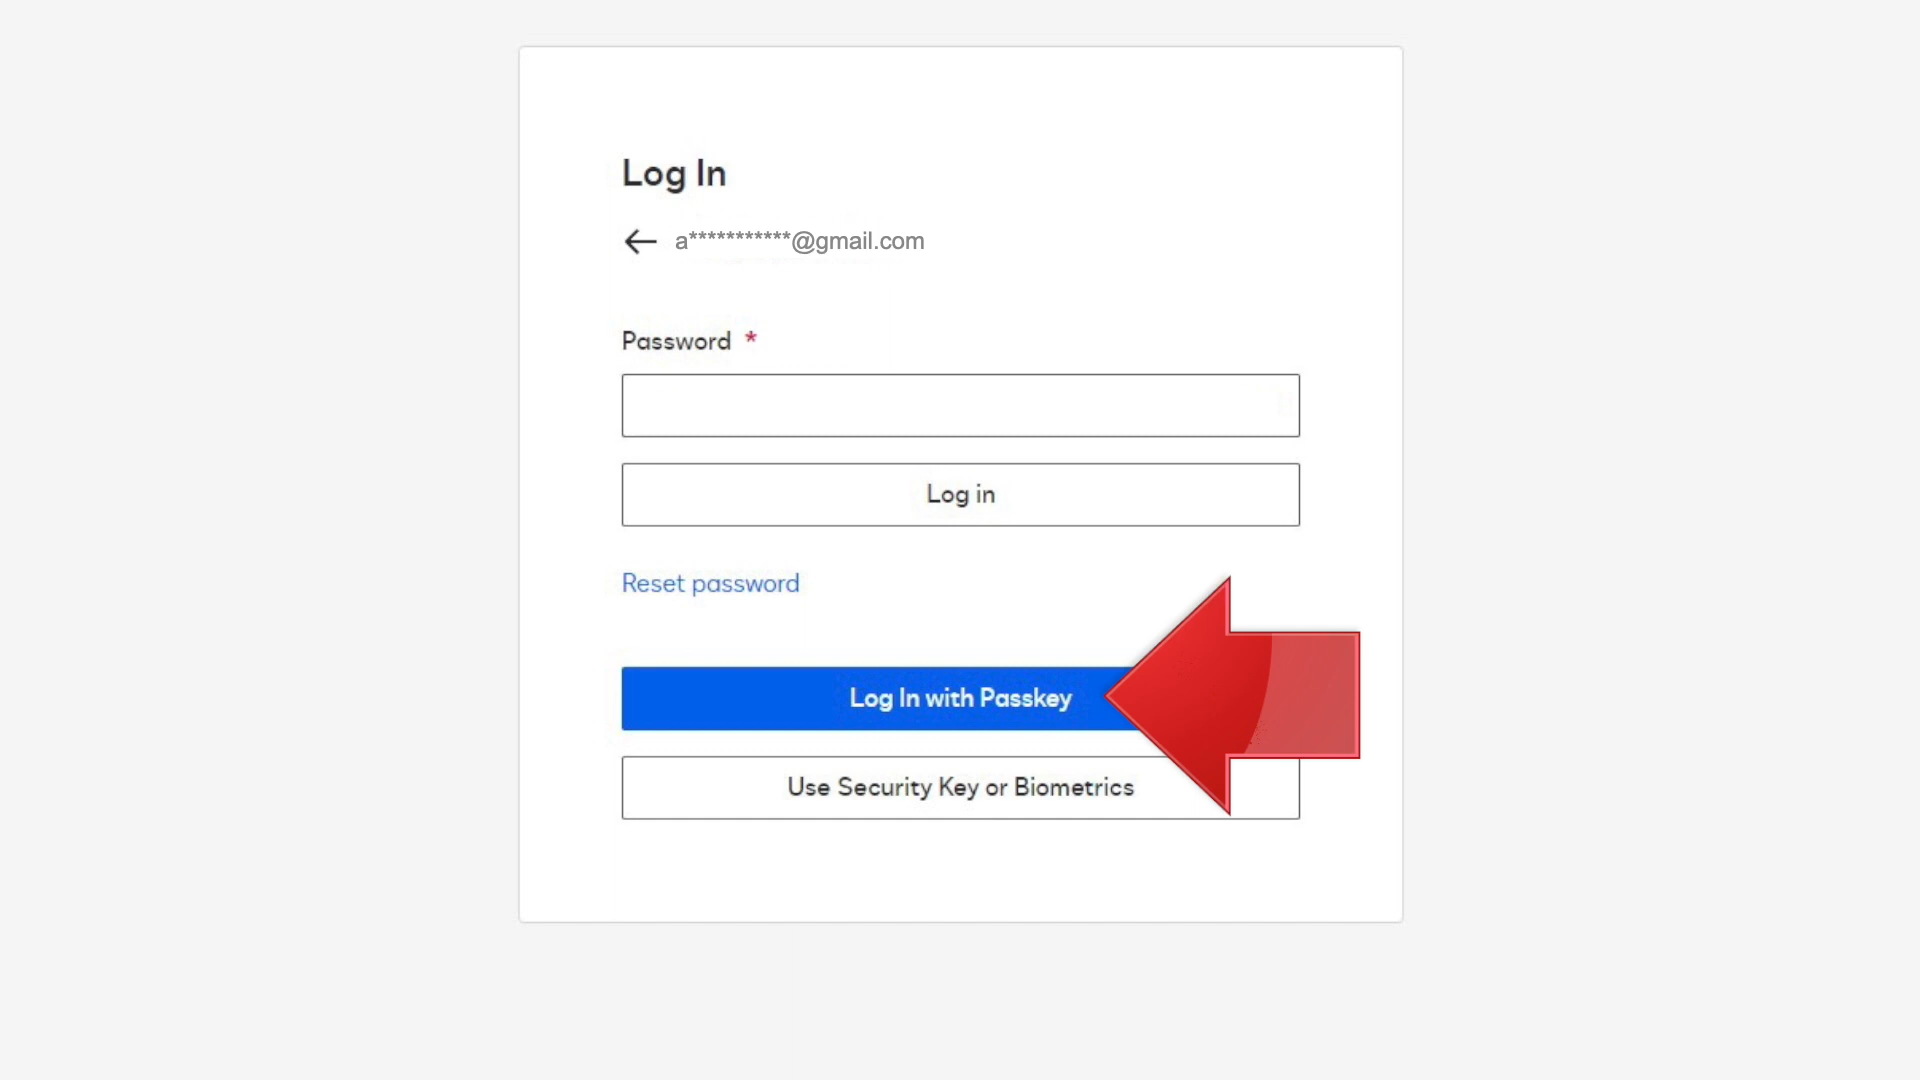 Log In
a***********@gmail.com
Password *
Log in
Reset password
Log In with Passkey
Use Security Key or Biometrics